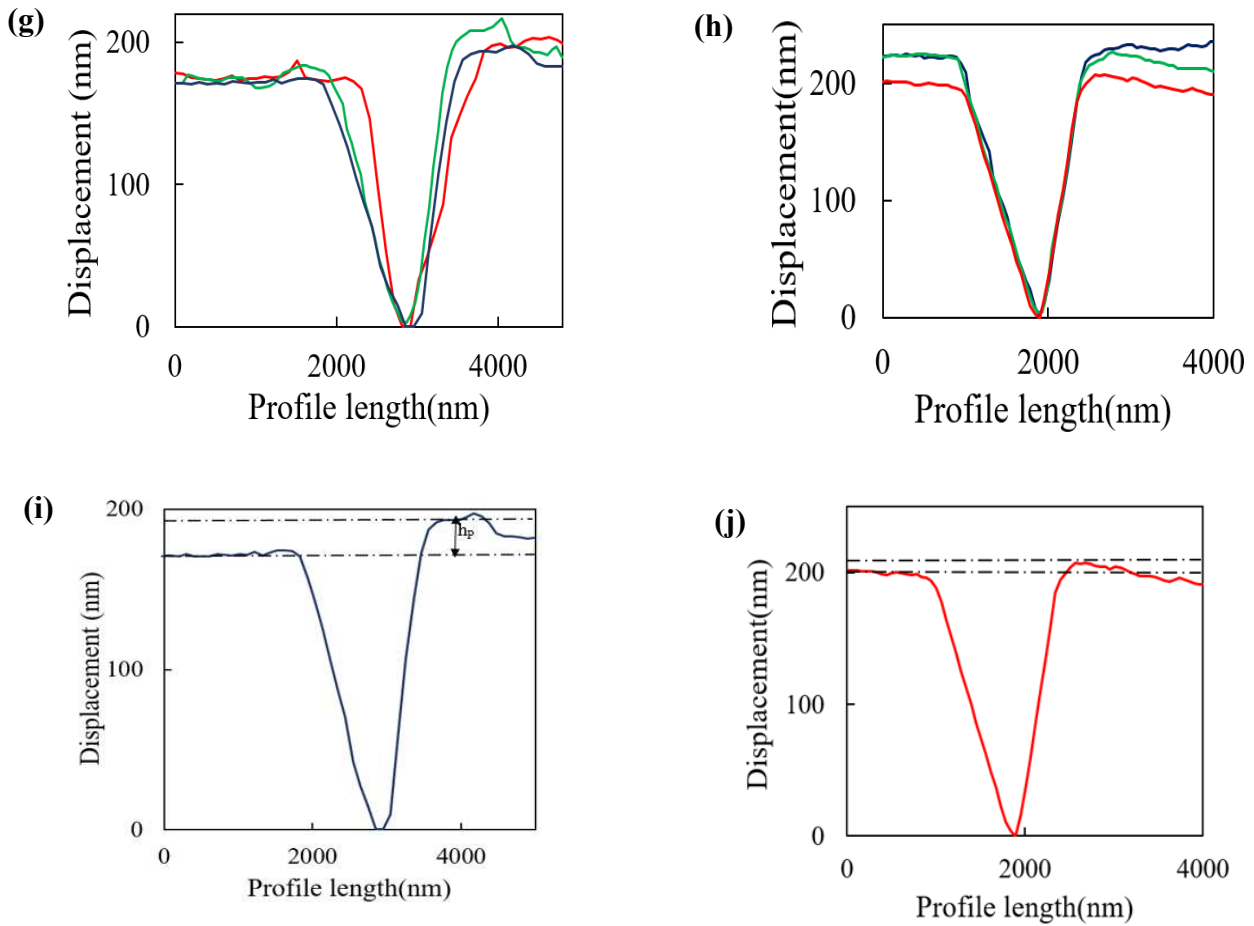 (g)
Displacement (nm)
200
100
0
0 2000 4000
Profile length(nm)
(h)
Displacement(nm)
200
100
0
0 2000 4000
Profile length(nm)
(i)
Displacement (nm)
200
100
0
hP
0 2000 4000
Profile length(nm)
(j)
Displacement(nm)
200
100
0
0 2000 4000
Profile length(nm)